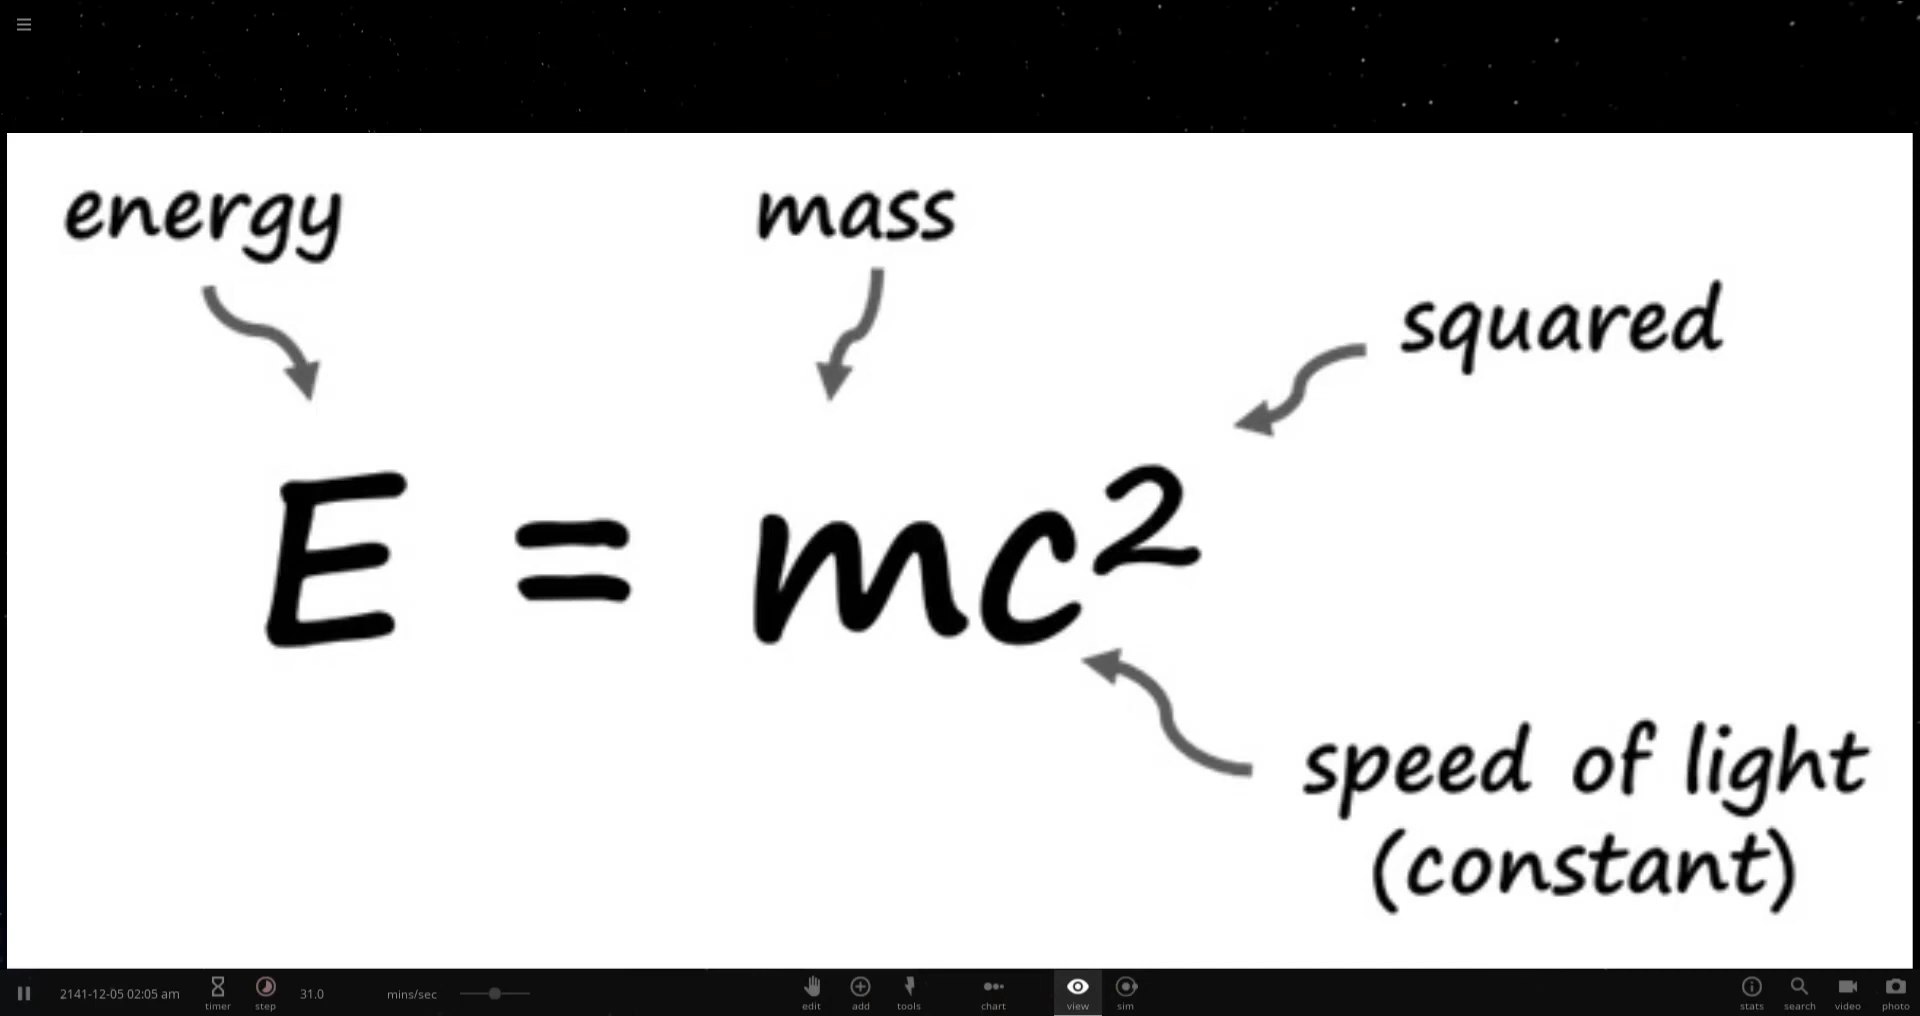 energy
mass
squared
E = mc²
speed of light
(constant)
2141-12-05 02:05 am
timer
step
31.0
mins/sec
edit
add
tools
chart
view
sim
stats
search
video
photo